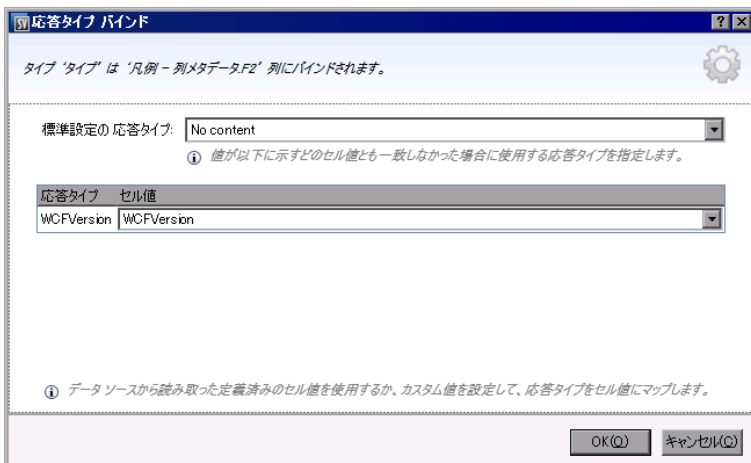 SV 応答タイプ バインド
タイプ ‘タイプ’ は ‘凡例 - 列メタデータ.F2’ 列にバインドされます。
標準設定の 応答タイプ: No content
値が以下に示すどのセル値とも一致しなかった場合に使用する応答タイプを指定します。
応答タイプ セル値
WCFVersion WCFVersion
データ ソースから読み取った定義済みのセル値を使用するか、カスタム値を設定して、応答タイプをセル値にマップします。
OK(O) キャンセル(C)